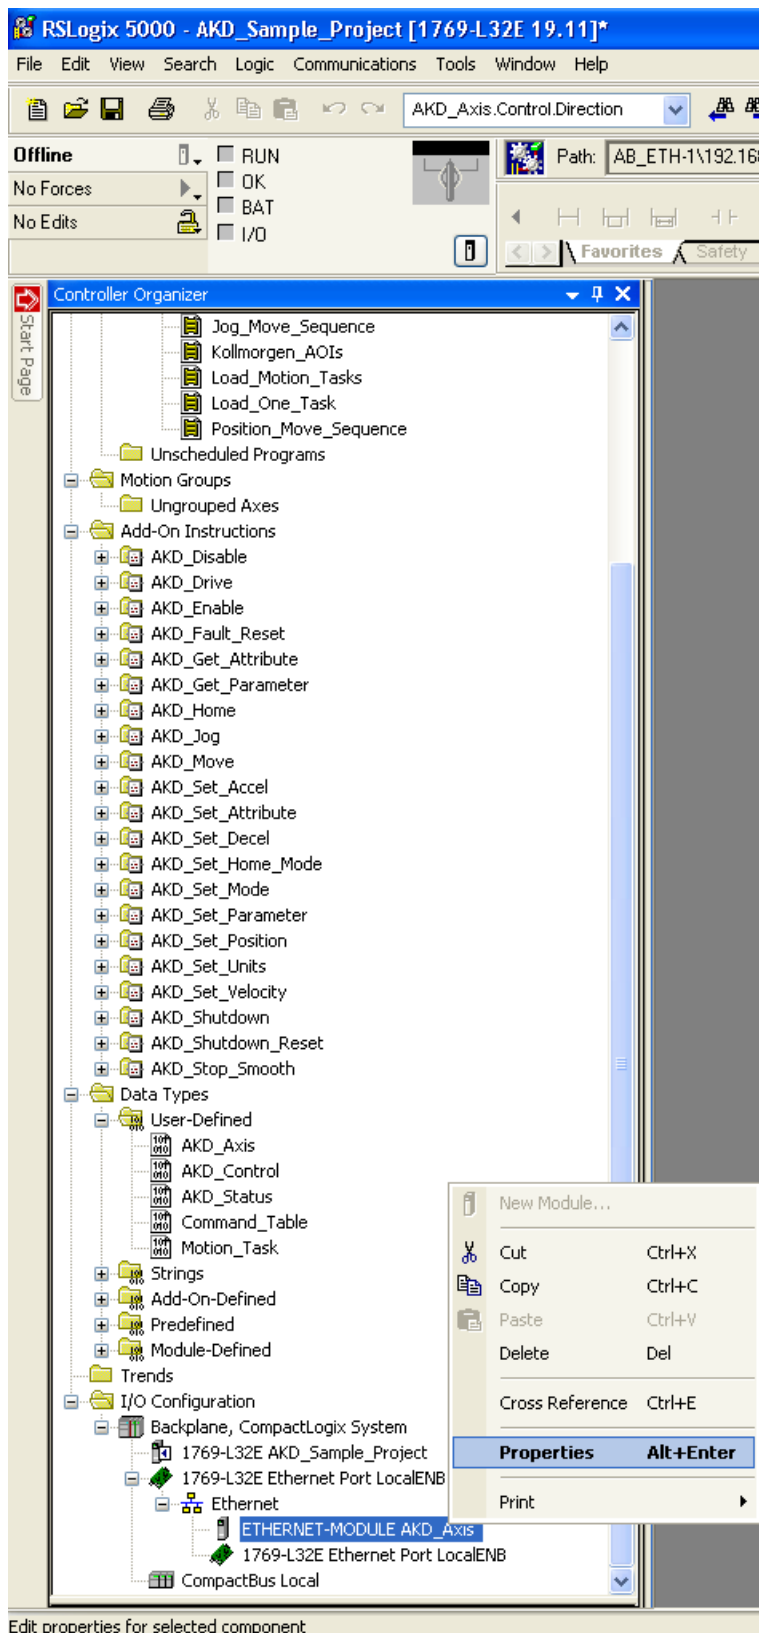 RSLogix 5000 - AKD_Sample_Project [1769-L32E 19.11]*
File Edit View Search Logic Communications Tools Window Help
AKD_Axis.Control.Direction
Offline
RUN
Path: AB_ETH-1\192.168
No Forces
OK
BAT
No Edits
I/O
Favorites Safety
Start Page
Controller Organizer
Jog_Move_Sequence
Kollmorgen_AOIs
Load_Motion_Tasks
Load_One_Task
Position_Move_Sequence
Unscheduled Programs
Motion Groups
Ungrouped Axes
Add-On Instructions
AKD_Disable
AKD_Drive
AKD_Enable
AKD_Fault_Reset
AKD_Get_Attribute
AKD_Get_Parameter
AKD_Home
AKD_Jog
AKD_Move
AKD_Set_Accel
AKD_Set_Attribute
AKD_Set_Decel
AKD_Set_Home_Mode
AKD_Set_Mode
AKD_Set_Parameter
AKD_Set_Position
AKD_Set_Units
AKD_Set_Velocity
AKD_Shutdown
AKD_Shutdown_Reset
AKD_Stop_Smooth
Data Types
User-Defined
AKD_Axis
AKD_Control
AKD_Status
Command_Table
Motion_Task
Strings
Add-On-Defined
Predefined
Module-Defined
Trends
I/O Configuration
Backplane, CompactLogix System
1769-L32E AKD_Sample_Project
1769-L32E Ethernet Port LocalENB
Ethernet
ETHERNET-MODULE AKD_Axis
1769-L32E Ethernet Port LocalENB
CompactBus Local
New Module...
Cut Ctrl+X
Copy Ctrl+C
Paste Ctrl+V
Delete Del
Cross Reference Ctrl+E
Properties Alt+Enter
Print
Edit properties for selected component